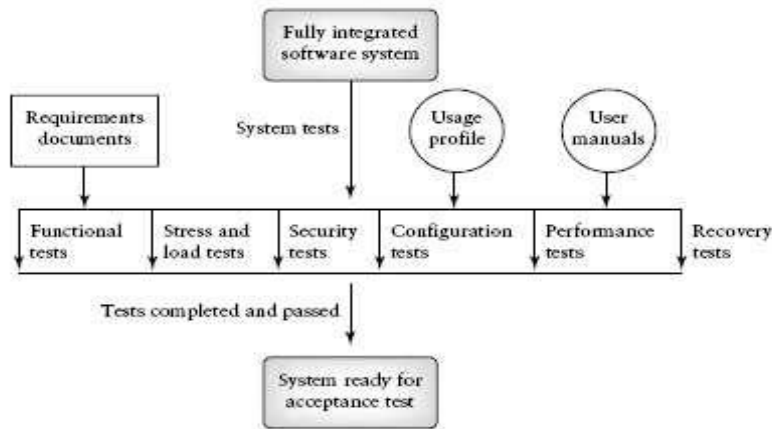 Fully integrated
software system
Requirements
documents
System tests
Usage
profile
User
manuals
Functional
tests
Stress and
load tests
Security
tests
Configuration
tests
Performance
tests
Recovery
tests
Tests completed and passed
System ready for
acceptance test